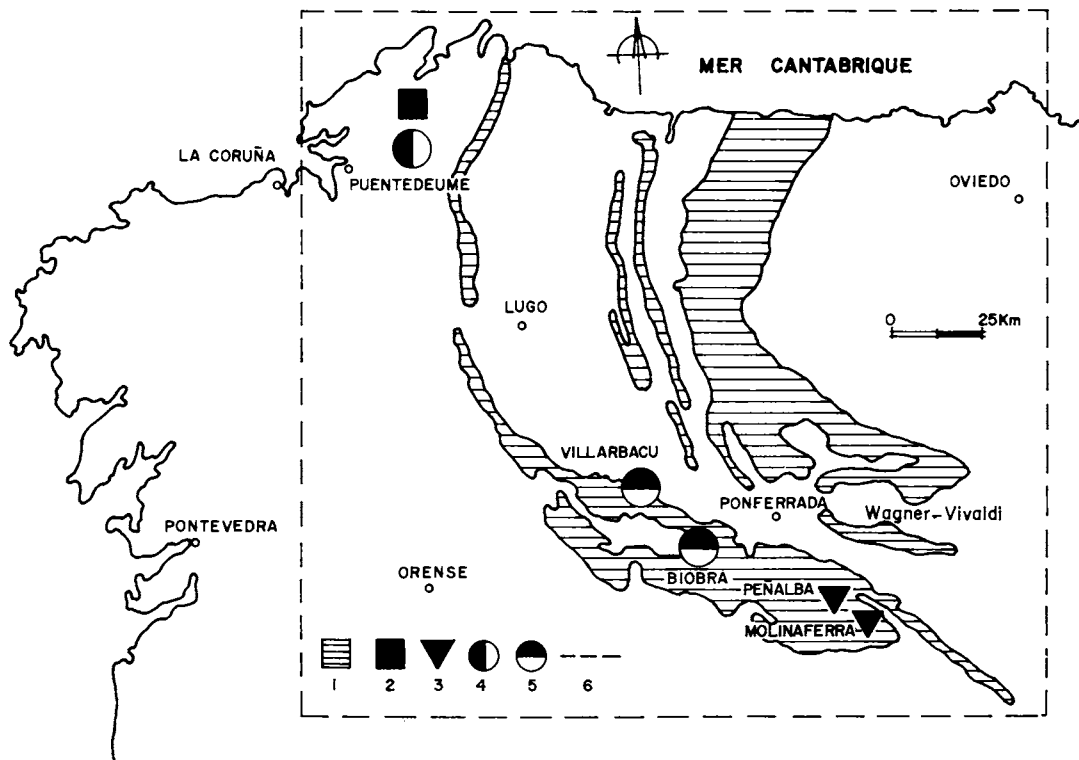 MER CANTABRIQUE
LA CORUÑA
PUENTEDEUME
OVIEDO
LUGO
0 25Km
VILLARBACU
PONFERRADA
Wagner-Vivaldi
PONTEVEDRA
ORENSE
BIOBRA
PEÑALBA
MOLINAFERRA
1 2 3 4 5 6